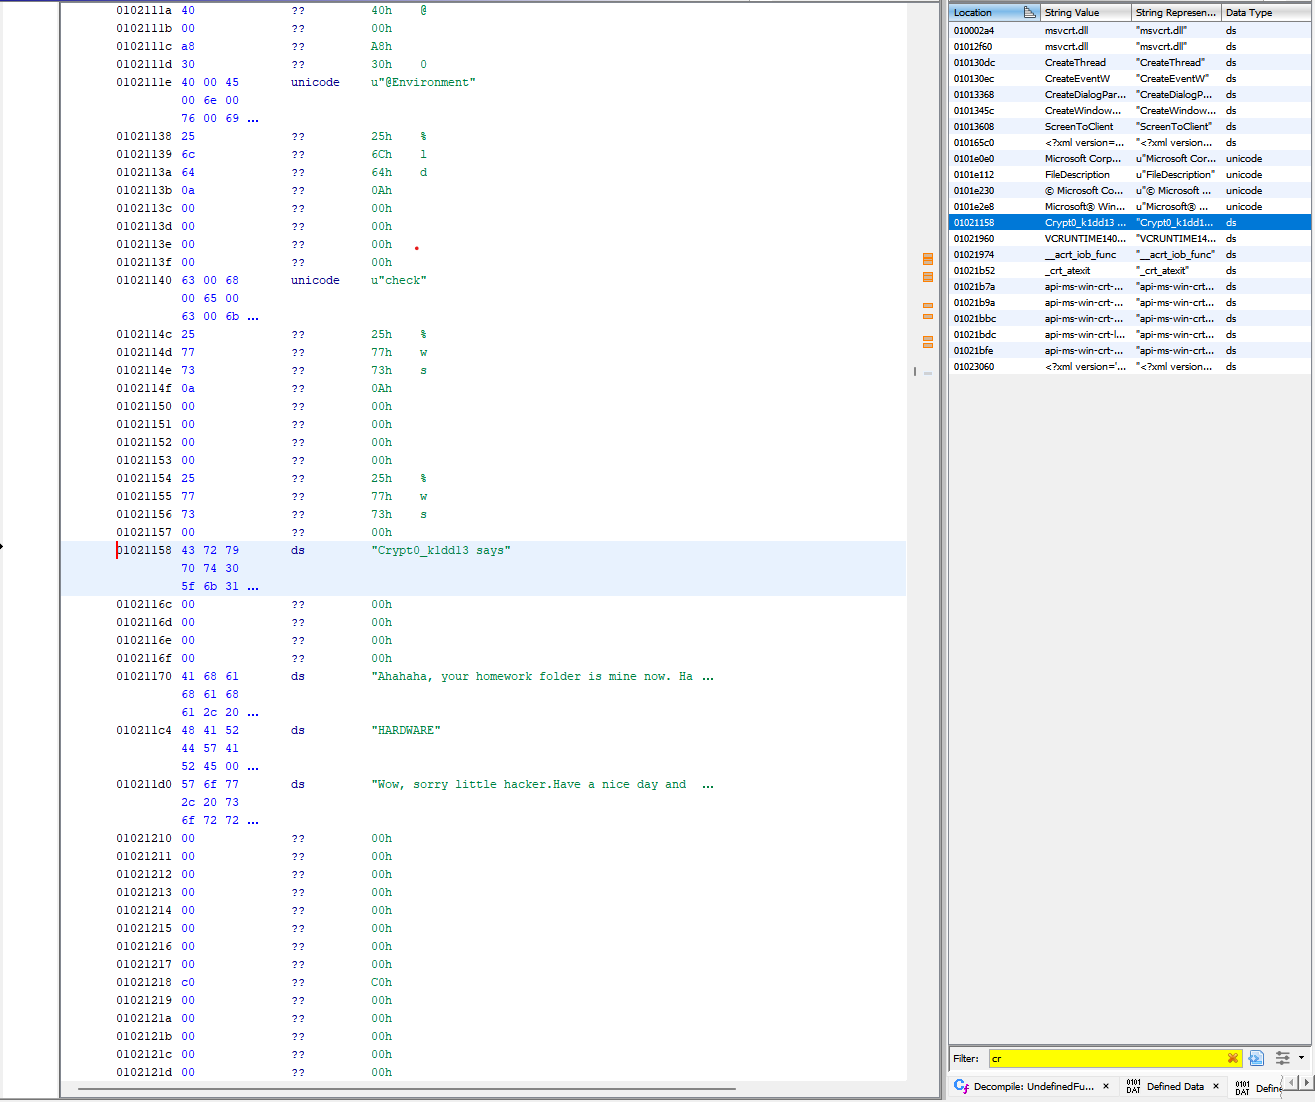 0102111a 40 ?? 40h @
0102111b 00 ?? 00h
0102111c a8 ?? A8h
0102111d 30 ?? 30h 0
0102111e 40 00 45 unicode u"@Environment"
00 6e 00
76 00 69 ...
01021138 25 ?? 25h %
01021139 6c ?? 6Ch l
0102113a 64 ?? 64h d
0102113b 0a ?? 0Ah
0102113c 00 ?? 00h
0102113d 00 ?? 00h
0102113e 00 ?? 00h
0102113f 00 ?? 00h
01021140 63 00 68 unicode u"check"
00 65 00
63 00 6b ...
0102114c 25 ?? 25h %
0102114d 77 ?? 77h w
0102114e 73 ?? 73h s
0102114f 0a ?? 0Ah
01021150 00 ?? 00h
01021151 00 ?? 00h
01021152 00 ?? 00h
01021153 00 ?? 00h
01021154 25 ?? 25h %
01021155 77 ?? 77h w
01021156 73 ?? 73h s
01021157 00 ?? 00h
01021158 43 72 79 ds "Crypt0_k1dd13 says"
70 74 30
5f 6b 31 ...
0102116c 00 ?? 00h
0102116d 00 ?? 00h
0102116e 00 ?? 00h
0102116f 00 ?? 00h
01021170 41 68 61 ds "Ahahaha, your homework folder is mine now. Ha ...
68 61 68
61 2c 20 ...
010211c4 48 41 52 ds "HARDWARE"
44 57 41
52 45 00 ...
010211d0 57 6f 77 ds "Wow, sorry little hacker.Have a nice day and ...
2c 20 73
6f 72 72 ...
01021210 00 ?? 00h
01021211 00 ?? 00h
01021212 00 ?? 00h
01021213 00 ?? 00h
01021214 00 ?? 00h
01021215 00 ?? 00h
01021216 00 ?? 00h
01021217 00 ?? 00h
01021218 c0 ?? C0h
01021219 00 ?? 00h
0102121a 00 ?? 00h
0102121b 00 ?? 00h
0102121c 00 ?? 00h
0102121d 00 ?? 00h
Location String Value String Represen... Data Type
010002a4 msvcrt.dll "msvcrt.dll" ds
01012f60 msvcrt.dll "msvcrt.dll" ds
010130dc CreateThread "CreateThread" ds
010130ec CreateEventW "CreateEventW" ds
01013368 CreateDialogPar... "CreateDialogP... ds
0101345c CreateWindow... "CreateWindow... ds
01013608 ScreenToClient "ScreenToClient" ds
010165c0 <?xml version=... "<?xml version... ds
0101e0e0 Microsoft Corp... u"Microsoft Cor... unicode
0101e112 FileDescription u"FileDescription" unicode
0101e230 © Microsoft Co... u"© Microsoft ... unicode
0101e2e8 Microsoft® Win... u"Microsoft® ... unicode
01021158 Crypt0_k1dd13 ... "Crypt0_k1dd1... ds
01021960 VCRUNTIME140... "VCRUNTIME14... ds
01021974 __acrt_iob_func "__acrt_iob_func" ds
01021b52 _crt_atexit "_crt_atexit" ds
01021b7a api-ms-win-crt-... "api-ms-win-crt... ds
01021b9a api-ms-win-crt-... "api-ms-win-crt... ds
01021bbc api-ms-win-crt-... "api-ms-win-crt... ds
01021bdc api-ms-win-crt-l... "api-ms-win-crt... ds
01021bfe api-ms-win-crt-... "api-ms-win-crt... ds
01023060 <?xml version='... "<?xml version... ds
Filter: cr
Decompile: UndefinedFu... × Defined Data ×